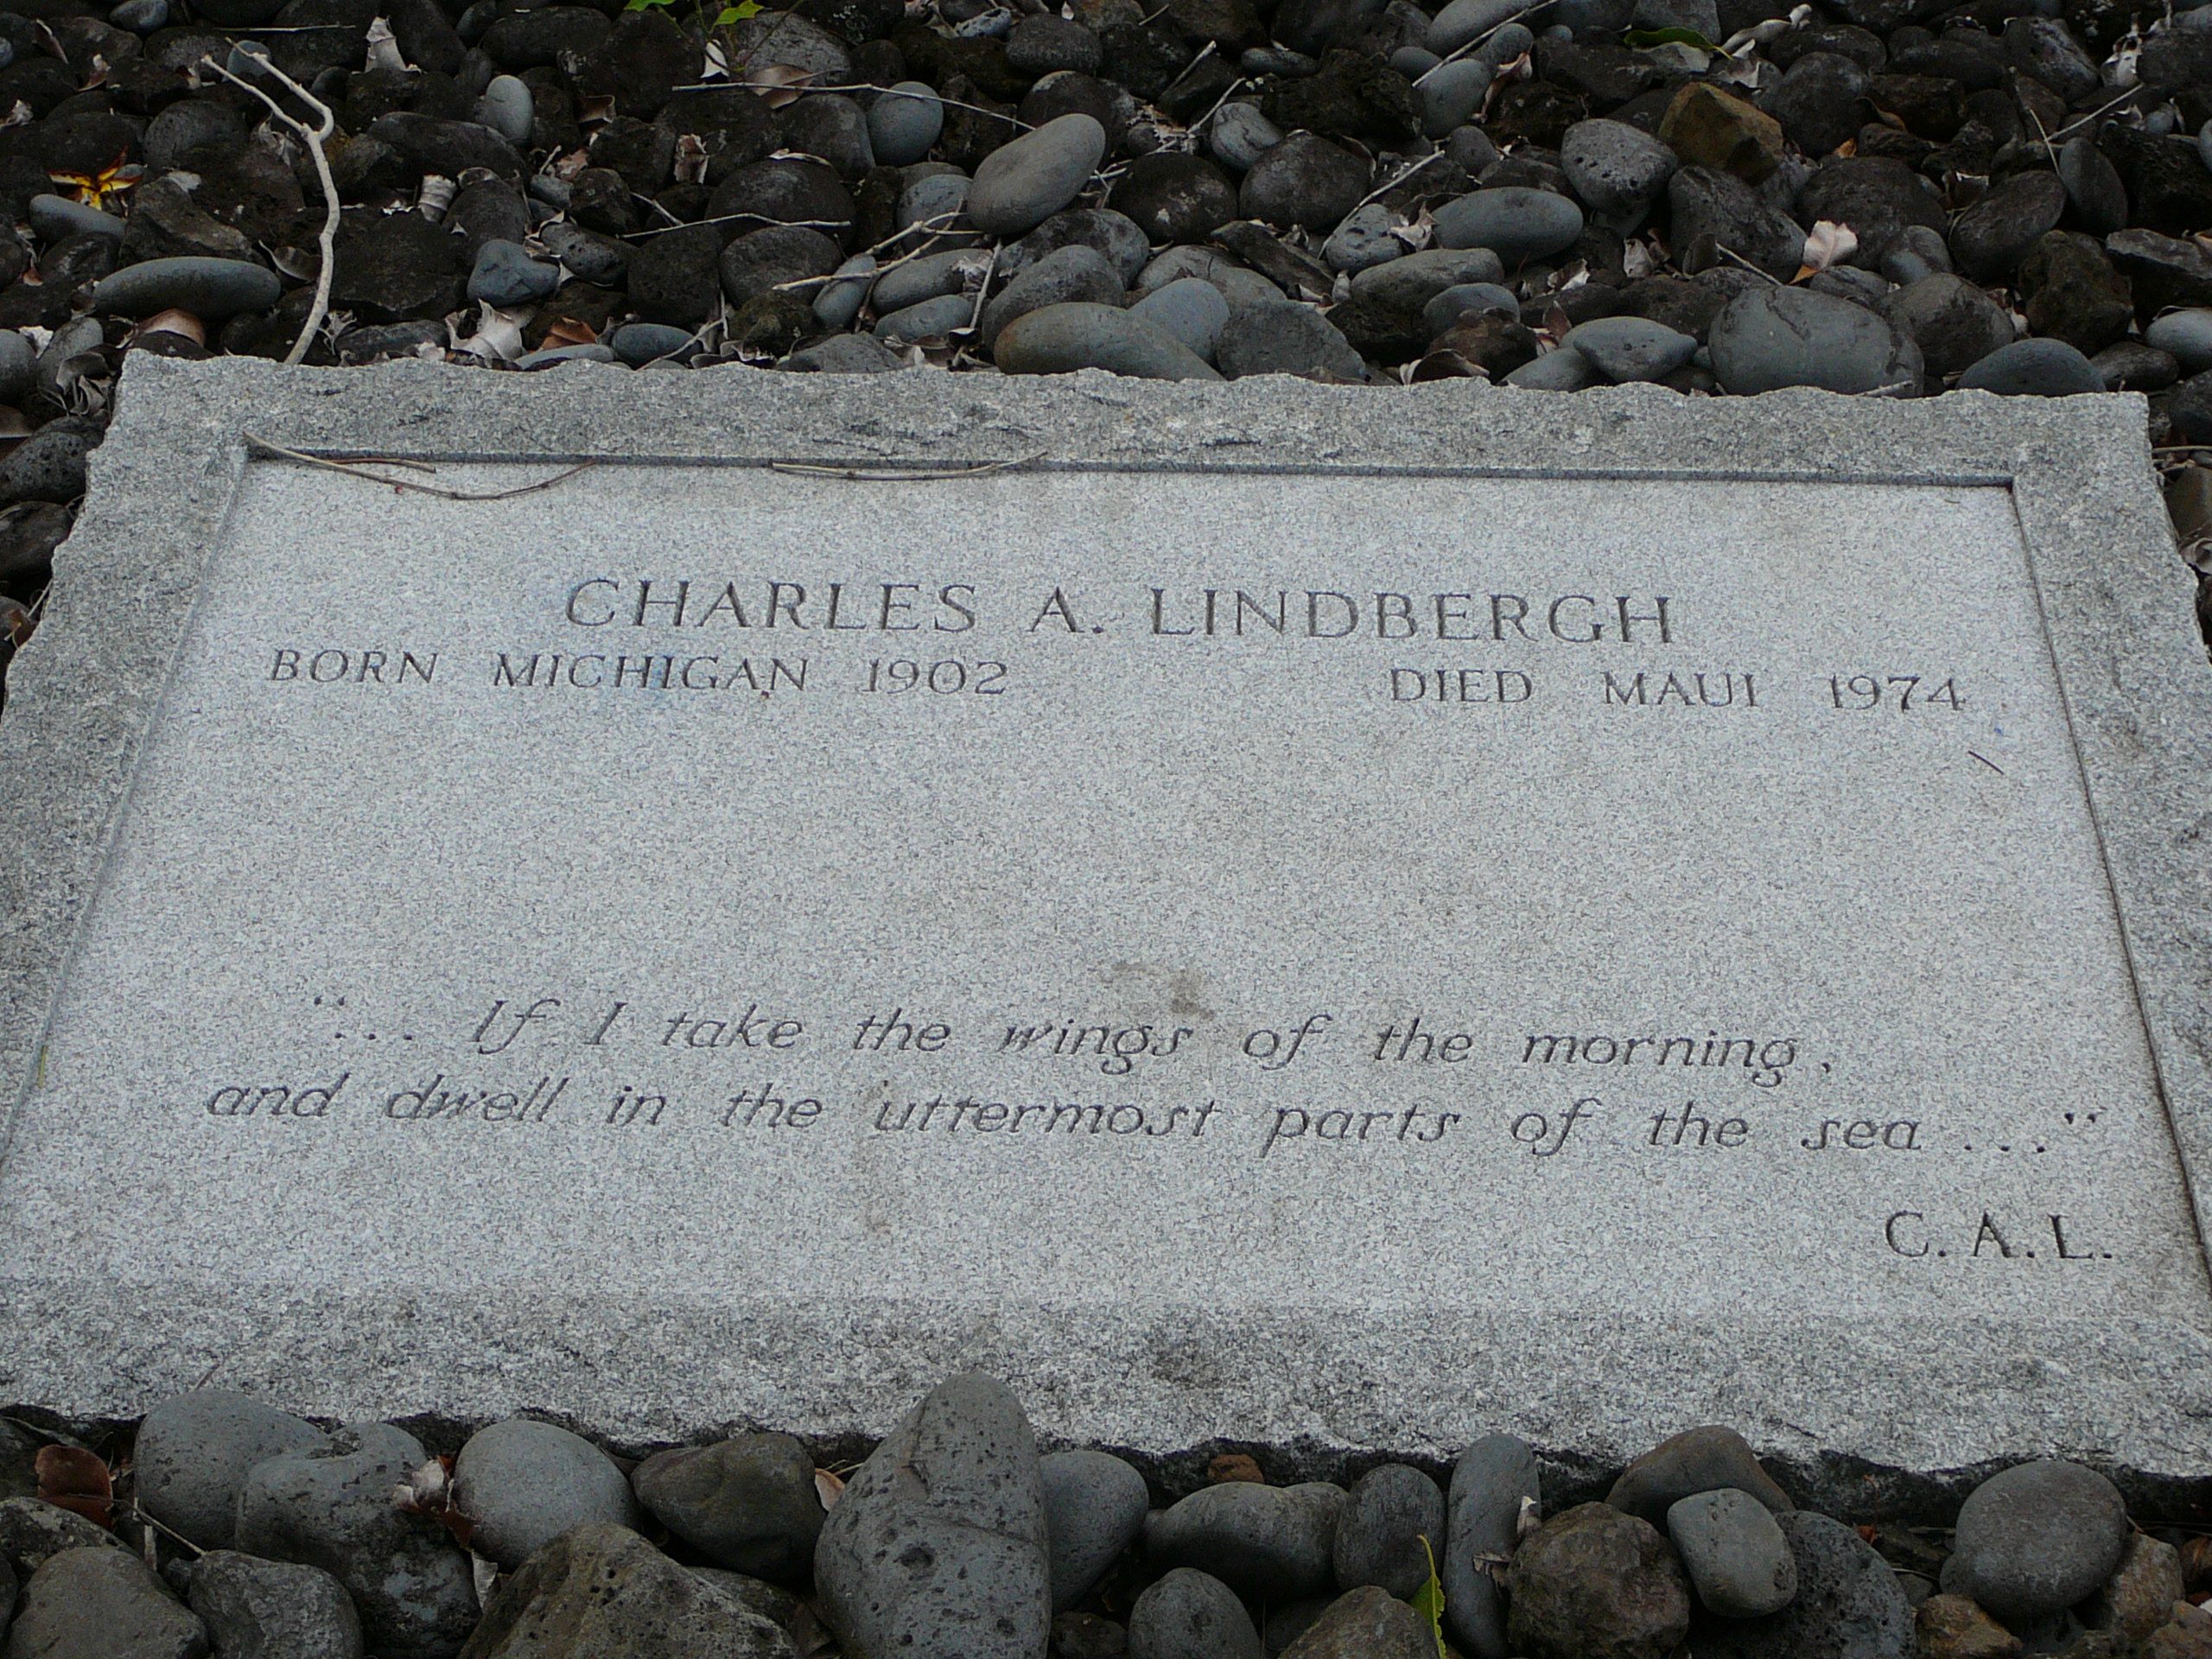 CHARLES A. LINDBERGH
BORN MICHIGAN 1902 DIED MAUI 1974
"... If I take the wings of the morning,
and dwell in the uttermost parts of the sea ..."
C. A. L.